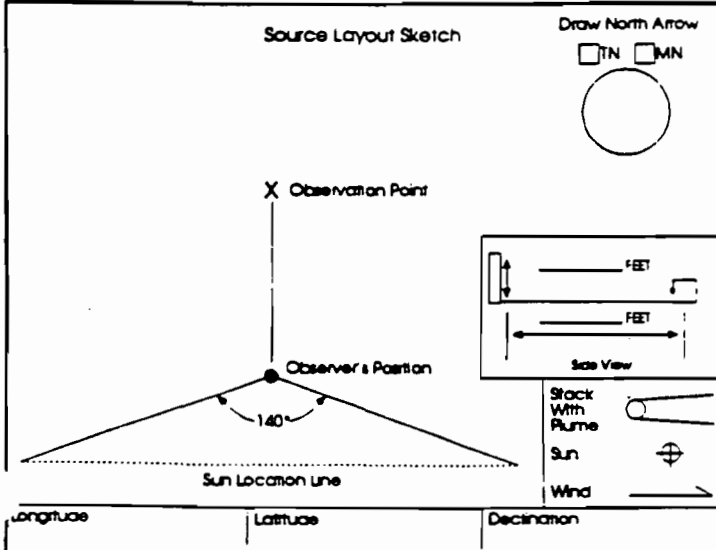 Source Layout Sketch
Draw North Arrow
TN MN
X Observation Point
FEET
FEET
Side View
Observer's Position
140°
Sun Location Line
Stack
With
Plume
Sun
Wind
Longitude Latitude Declination